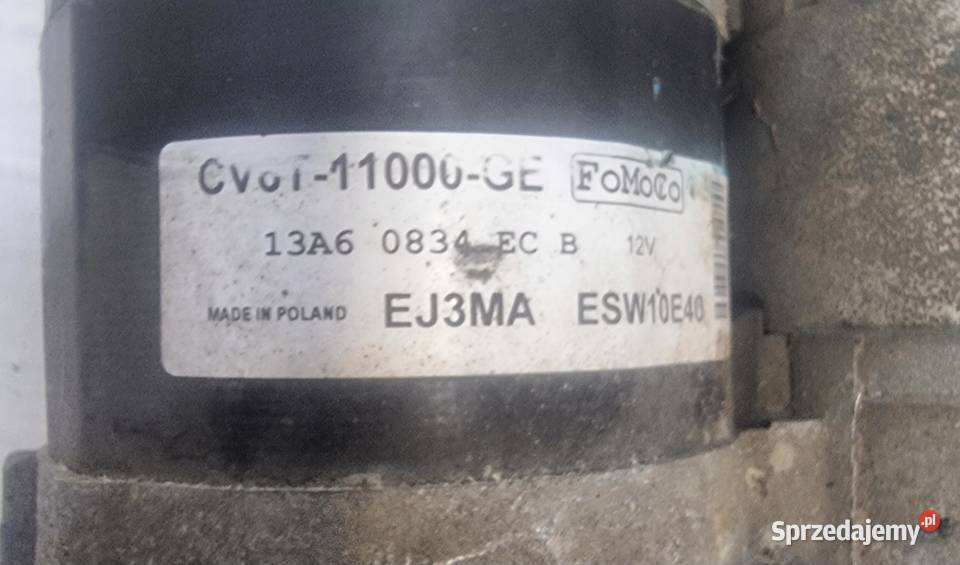 CV6T-11000-GE FoMoCo
13A6 0834 EC B 12V
MADE IN POLAND EJ3MA ESW10E40
Sprzedajemy.pl